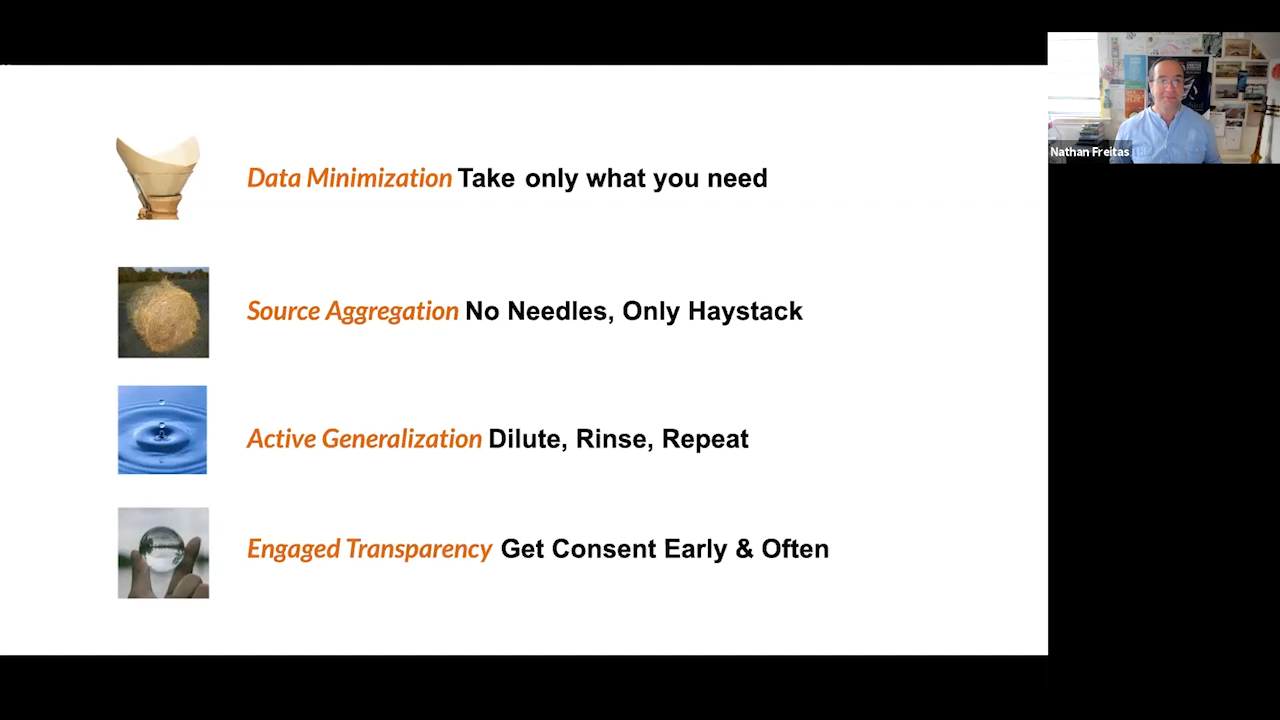 Data Minimization Take only what you need
Source Aggregation No Needles, Only Haystack
Active Generalization Dilute, Rinse, Repeat
Engaged Transparency Get Consent Early & Often
Nathan Freitas